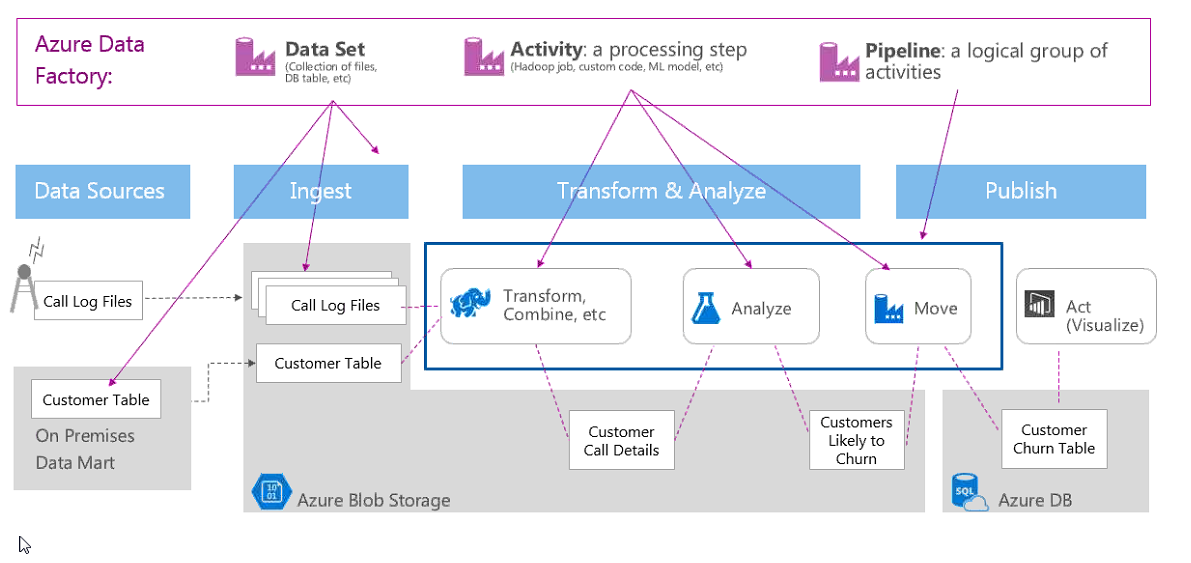 Azure Data
Factory:
Data Set
(Collection of files,
DB table, etc)
Activity: a processing step
(Hadoop job, custom code, ML model, etc)
Pipeline: a logical group of
activities
Data Sources
Ingest
Transform & Analyze
Publish
Call Log Files
Call Log Files
Transform,
Combine, etc
Analyze
Move
Act
(Visualize)
Customer Table
Customer Table
On Premises
Data Mart
Customer
Call Details
Customers
Likely to
Churn
Customer
Churn Table
10
01
Azure Blob Storage
SQL
Azure DB